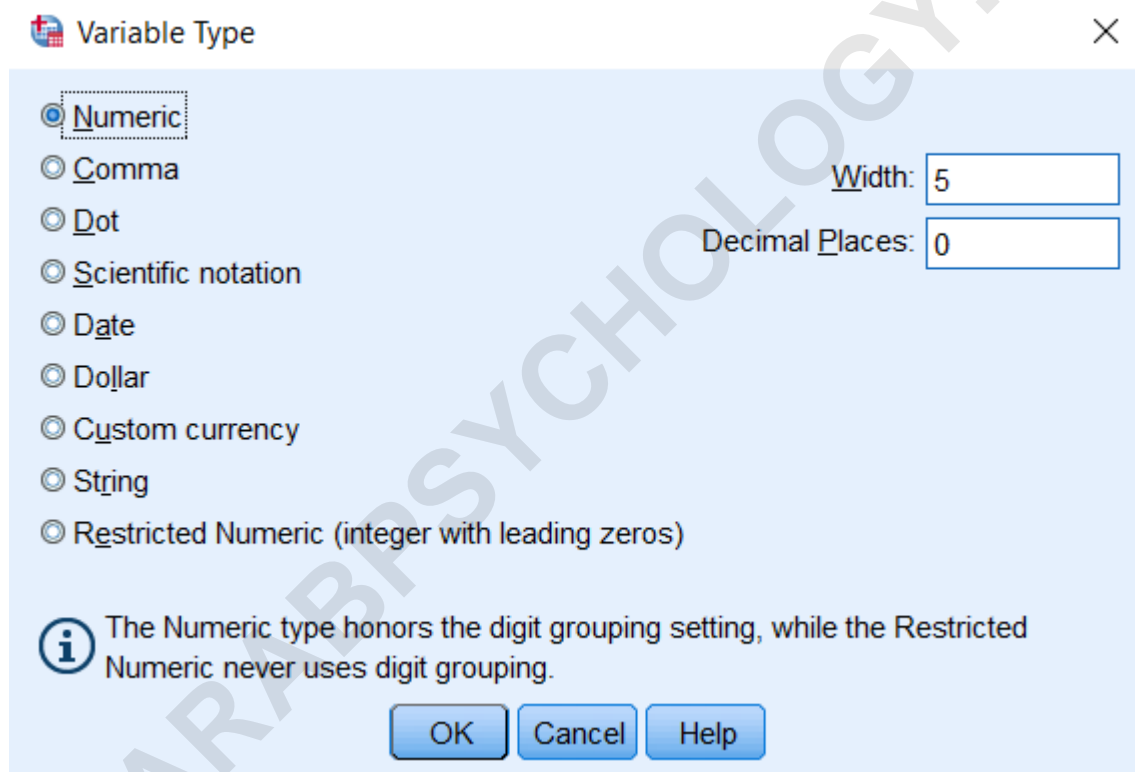 Variable Type
Numeric
Comma
Width: 5
Dot
Decimal Places: 0
Scientific notation
Date
Dollar
Custom currency
String
Restricted Numeric (integer with leading zeros)
The Numeric type honors the digit grouping setting, while the Restricted
Numeric never uses digit grouping.
OK Cancel Help
ARABPSYCHOLOGY.